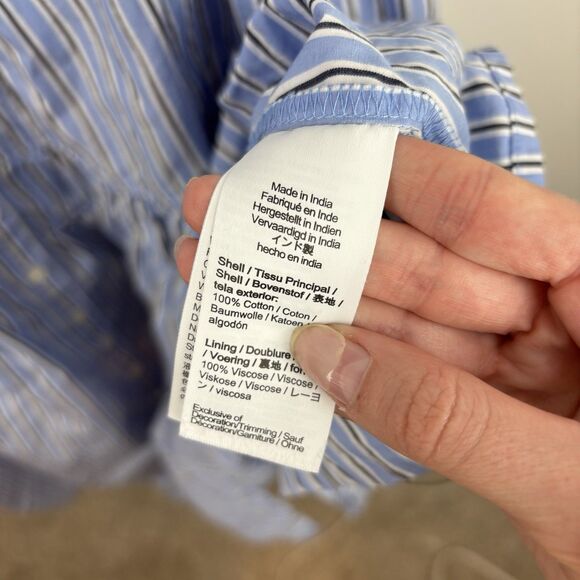 Made in India
Fabriqué en Inde
Hergestellt in Indien
Vervaardigd in India
インド製
hecho en india
Shell / Tissu Principal /
Shell / Bovenstof / 表地 /
tela exterior:
100% Cotton / Coton /
Baumwolle / Katoen
algodón
Lining / Doublure
/ Voering / 裏地 / for
100% Viscose / Viscose /
Viskose / Viscose / レーヨ
ン / viscosa
Exclusive of
Decoration/Trimming / Sauf
Décoration/Garniture / Ohne